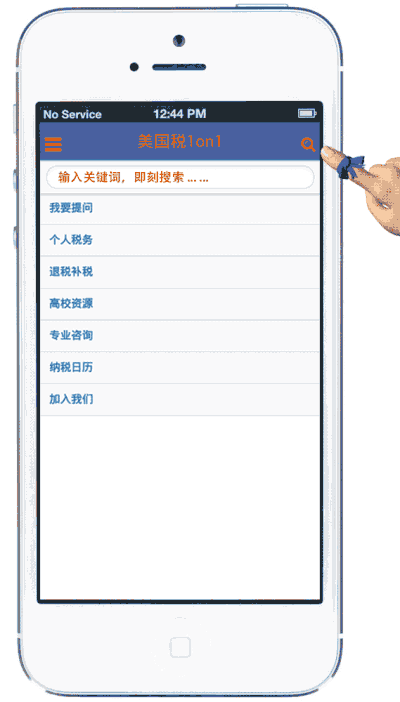 No Service 12:44 PM
美国税1on1
输入关键词，即刻搜索 ... ...
我要提问
个人税务
退税补税
高校资源
专业咨询
纳税日历
加入我们